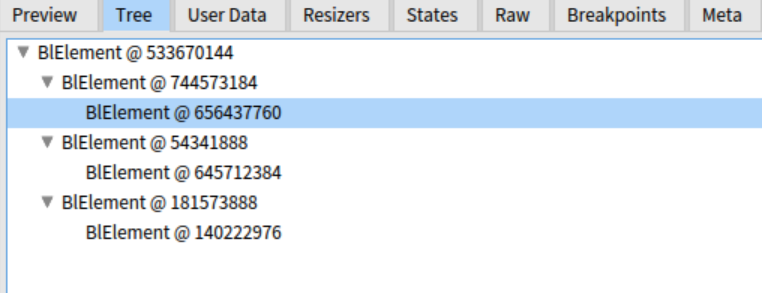 Preview Tree User Data Resizers States Raw Breakpoints Meta
BlElement @ 533670144
BlElement @ 744573184
BlElement @ 656437760
BlElement @ 54341888
BlElement @ 645712384
BlElement @ 181573888
BlElement @ 140222976